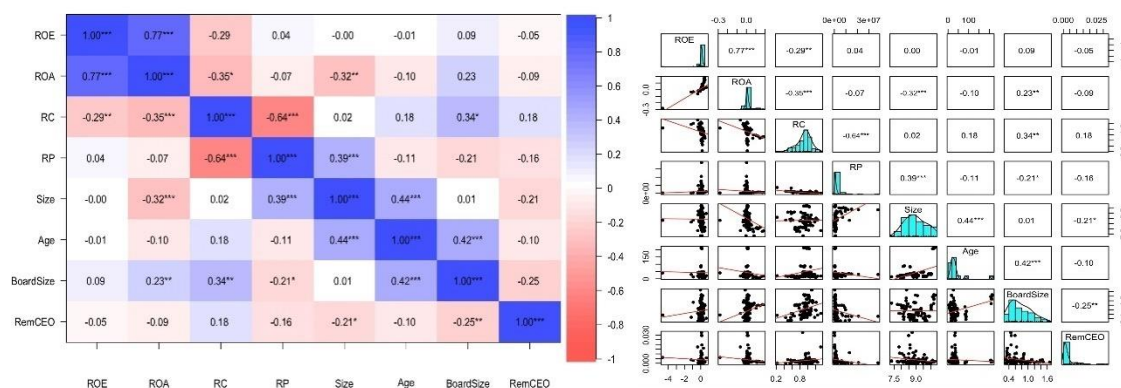 ROE 1.00*** 0.77*** -0.29 0.04 -0.00 -0.01 0.09 -0.05
ROA 0.77*** 1.00*** -0.35* -0.07 -0.32** -0.10 0.23 -0.09
RC -0.29** -0.35*** 1.00*** -0.64*** 0.02 0.18 0.34* 0.18
RP 0.04 -0.07 -0.64*** 1.00*** 0.39*** -0.11 -0.21 -0.16
Size -0.00 -0.32*** 0.02 0.39*** 1.00*** 0.44*** 0.01 -0.21
Age -0.01 -0.10 0.18 -0.11 0.44*** 1.00*** 0.42*** -0.10
BoardSize 0.09 0.23** 0.34** -0.21* 0.01 0.42*** 1.00*** -0.25
RemCEO -0.05 -0.09 0.18 -0.16 -0.21* -0.10 -0.25** 1.00***
ROE ROA RC RP Size Age BoardSize RemCEO
1
0.8
0.6
0.4
0.2
0
-0.2
-0.4
-0.6
-0.8
-1
-0.3 0.0 0e+00 3e+07 0 100 0.000 0.025
ROE 0.77*** -0.29** 0.04 0.00 -0.01 0.09 -0.05
-0.3 0.0 ROA -0.35*** -0.07 -0.32*** -0.10 0.23** -0.09
RC -0.64*** 0.02 0.18 0.34** 0.18
0e+00 RP 0.39*** -0.11 -0.21* -0.16
Size 0.44*** 0.01 -0.21*
0 150 Age 0.42*** -0.10
BoardSize -0.25**
0.000 0.030 RemCEO
-4 -2 0 0.2 0.8 7.5 9.0 0.4 1.0 1.6